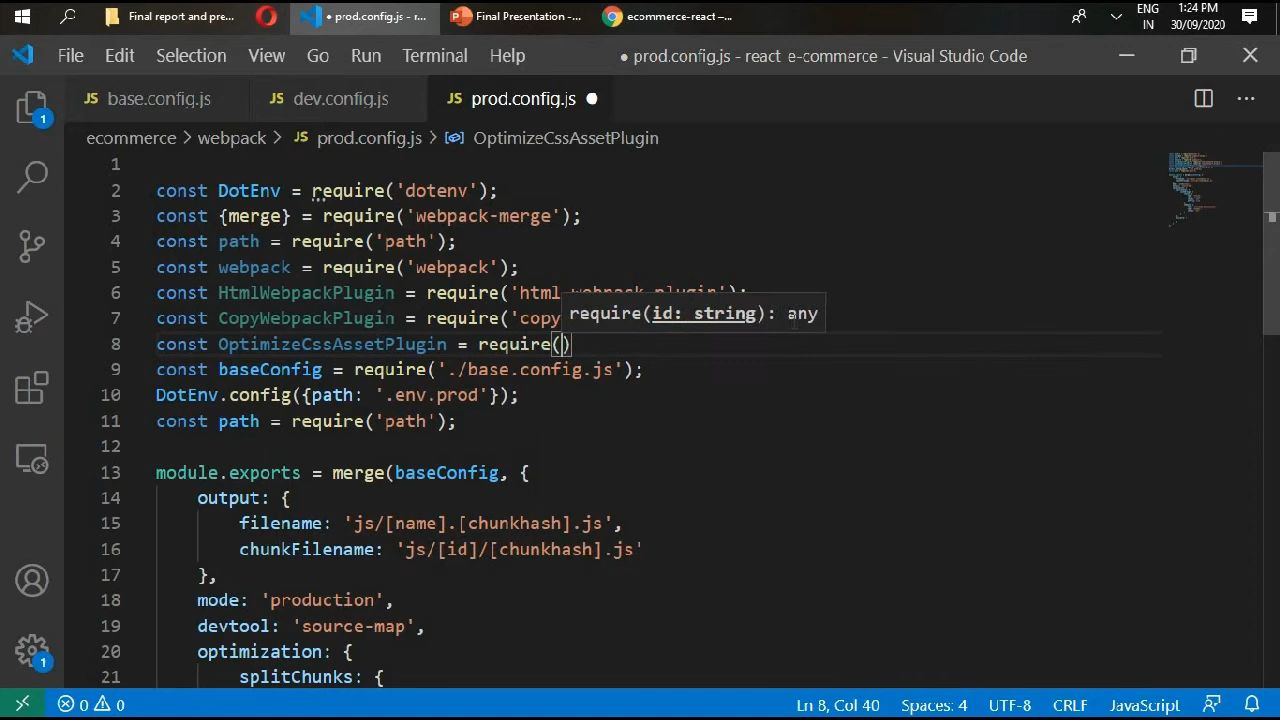 Final report and pre...
● prod.config.js - r...
Final Presentation -...
ecommerce-react –...
ENG
IN
1:24 PM
30/09/2020
File Edit Selection View Go Run Terminal Help
● prod.config.js - react e-commerce - Visual Studio Code
JS base.config.js
JS dev.config.js
JS prod.config.js ●
ecommerce > webpack > JS prod.config.js > OptimizeCssAssetPlugin
1
2 const DotEnv = require('dotenv');
3 const {merge} = require('webpack-merge');
4 const path = require('path');
5 const webpack = require('webpack');
6 const HtmlWebpackPlugin = require('html-webpack-plugin');
require(id: string): any
7 const CopyWebpackPlugin = require('copy
8 const OptimizeCssAssetPlugin = require()
9 const baseConfig = require('./base.config.js');
10 DotEnv.config({path: '.env.prod'});
11 const path = require('path');
12
13 module.exports = merge(baseConfig, {
14 output: {
15 filename: 'js/[name].[chunkhash].js',
16 chunkFilename: 'js/[id]/[chunkhash].js'
17 },
18 mode: 'production',
19 devtool: 'source-map',
20 optimization: {
21 splitChunks: {
1
1
0 0
Ln 8, Col 40
Spaces: 4
UTF-8
CRLF
JavaScript